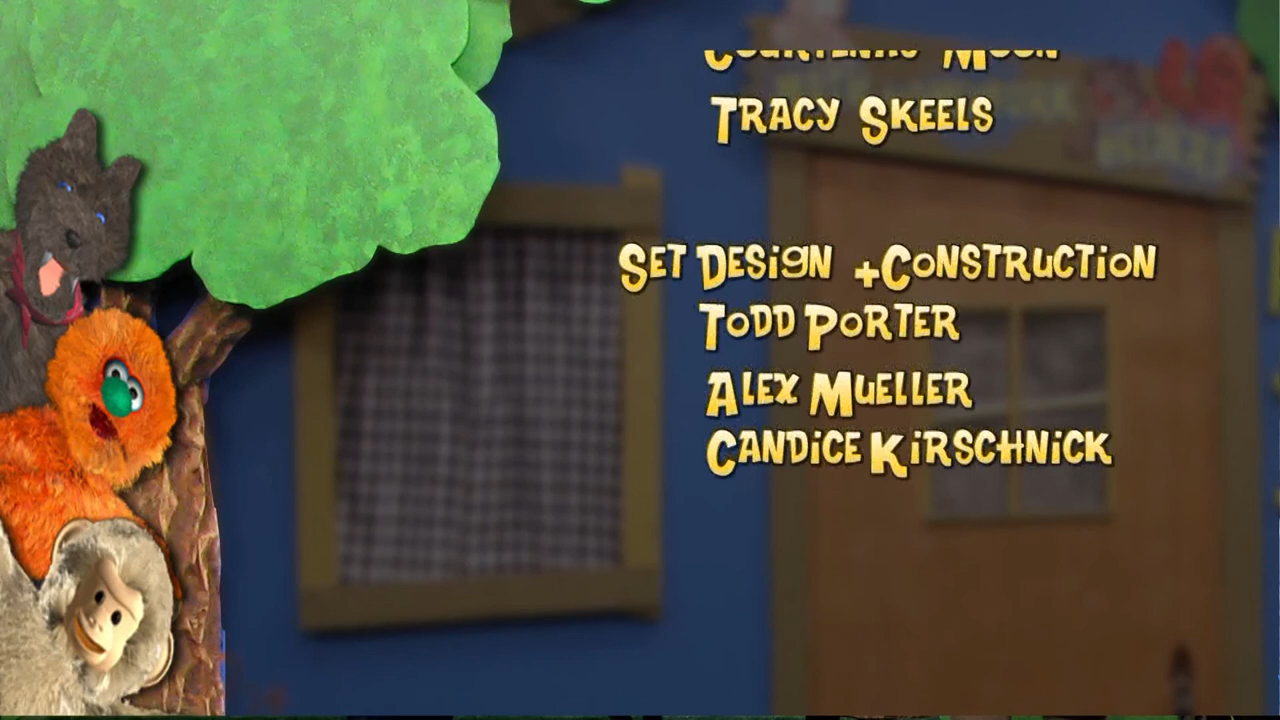 Tracy Skeels
Set Design +Construction
Todd Porter
Alex Mueller
Candice Kirschnick